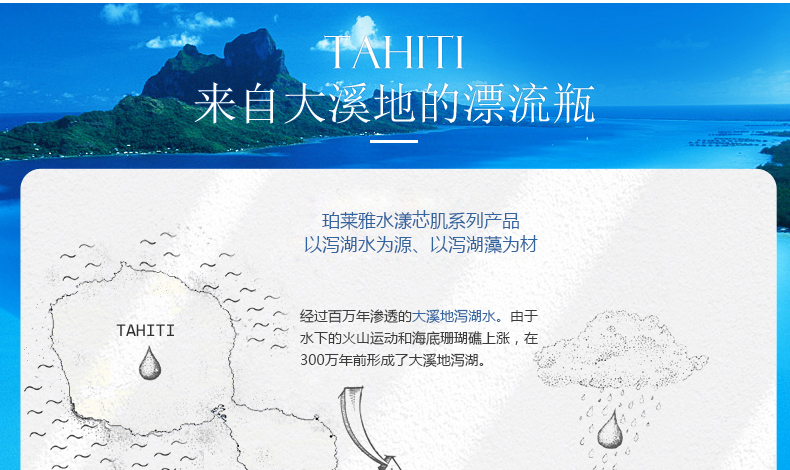 TAHITI
来自大溪地的漂流瓶
珀莱雅水漾芯肌系列产品
以泻湖水为源、以泻湖藻为材
经过百万年渗透的大溪地泻湖水。由于
水下的火山运动和海底珊瑚礁上涨，在
300万年前形成了大溪地泻湖。
TAHITI